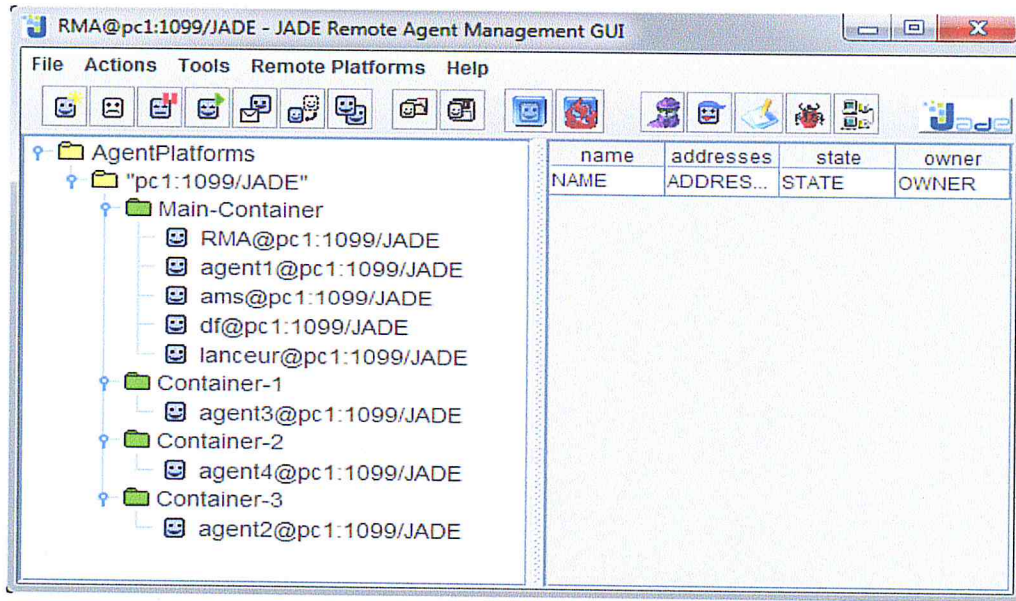 RMA@pc1:1099/JADE - JADE Remote Agent Management GUI
File Actions Tools Remote Platforms Help
Jade
AgentPlatforms
"pc1:1099/JADE"
Main-Container
RMA@pc1:1099/JADE
agent1@pc1:1099/JADE
ams@pc1:1099/JADE
df@pc1:1099/JADE
lanceur@pc1:1099/JADE
Container-1
agent3@pc1:1099/JADE
Container-2
agent4@pc1:1099/JADE
Container-3
agent2@pc1:1099/JADE
name addresses state owner
NAME ADDRES... STATE OWNER